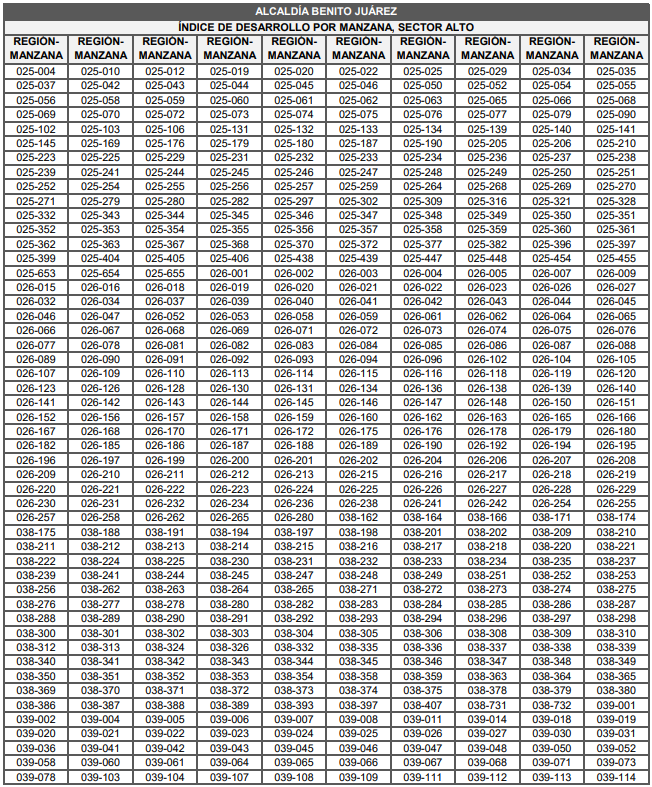 ALCALDÍA BENITO JUÁREZ
ÍNDICE DE DESARROLLO POR MANZANA, SECTOR ALTO
REGIÓN-MANZANA REGIÓN-MANZANA REGIÓN-MANZANA REGIÓN-MANZANA REGIÓN-MANZANA REGIÓN-MANZANA REGIÓN-MANZANA REGIÓN-MANZANA REGIÓN-MANZANA REGIÓN-MANZANA
025-004 025-010 025-012 025-019 025-020 025-022 025-025 025-029 025-034 025-035
025-037 025-042 025-043 025-044 025-045 025-046 025-050 025-052 025-054 025-055
025-056 025-058 025-059 025-060 025-061 025-062 025-063 025-065 025-066 025-068
025-069 025-070 025-072 025-073 025-074 025-075 025-076 025-077 025-079 025-090
025-102 025-103 025-106 025-131 025-132 025-133 025-134 025-139 025-140 025-141
025-145 025-169 025-176 025-179 025-180 025-187 025-190 025-205 025-206 025-210
025-223 025-225 025-229 025-231 025-232 025-233 025-234 025-236 025-237 025-238
025-239 025-241 025-244 025-245 025-246 025-247 025-248 025-249 025-250 025-251
025-252 025-254 025-255 025-256 025-257 025-259 025-264 025-268 025-269 025-270
025-271 025-279 025-280 025-282 025-297 025-302 025-309 025-316 025-321 025-328
025-332 025-343 025-344 025-345 025-346 025-347 025-348 025-349 025-350 025-351
025-352 025-353 025-354 025-355 025-356 025-357 025-358 025-359 025-360 025-361
025-362 025-363 025-367 025-368 025-370 025-372 025-377 025-382 025-396 025-397
025-399 025-404 025-405 025-406 025-438 025-439 025-447 025-448 025-454 025-455
025-653 025-654 025-655 026-001 026-002 026-003 026-004 026-005 026-007 026-009
026-015 026-016 026-018 026-019 026-020 026-021 026-022 026-023 026-026 026-027
026-032 026-034 026-037 026-039 026-040 026-041 026-042 026-043 026-044 026-045
026-046 026-047 026-052 026-053 026-058 026-059 026-061 026-062 026-064 026-065
026-066 026-067 026-068 026-069 026-071 026-072 026-073 026-074 026-075 026-076
026-077 026-078 026-081 026-082 026-083 026-084 026-085 026-086 026-087 026-088
026-089 026-090 026-091 026-092 026-093 026-094 026-096 026-102 026-104 026-105
026-107 026-109 026-110 026-113 026-114 026-115 026-116 026-118 026-119 026-120
026-123 026-126 026-128 026-130 026-131 026-134 026-136 026-138 026-139 026-140
026-141 026-142 026-143 026-144 026-145 026-146 026-147 026-148 026-150 026-151
026-152 026-156 026-157 026-158 026-159 026-160 026-162 026-163 026-165 026-166
026-167 026-168 026-170 026-171 026-172 026-175 026-176 026-178 026-179 026-180
026-182 026-185 026-186 026-187 026-188 026-189 026-190 026-192 026-194 026-195
026-196 026-197 026-199 026-200 026-201 026-202 026-204 026-206 026-207 026-208
026-209 026-210 026-211 026-212 026-213 026-215 026-216 026-217 026-218 026-219
026-220 026-221 026-222 026-223 026-224 026-225 026-226 026-227 026-228 026-229
026-230 026-231 026-232 026-234 026-236 026-238 026-241 026-242 026-254 026-255
026-257 026-258 026-262 026-265 026-280 038-162 038-164 038-166 038-171 038-174
038-175 038-188 038-191 038-194 038-197 038-198 038-201 038-202 038-209 038-210
038-211 038-212 038-213 038-214 038-215 038-216 038-217 038-218 038-220 038-221
038-222 038-224 038-225 038-230 038-231 038-232 038-233 038-234 038-235 038-237
038-239 038-241 038-244 038-245 038-247 038-248 038-249 038-251 038-252 038-253
038-256 038-262 038-263 038-264 038-265 038-271 038-272 038-273 038-274 038-275
038-276 038-277 038-278 038-280 038-282 038-283 038-284 038-285 038-286 038-287
038-288 038-289 038-290 038-291 038-292 038-293 038-294 038-296 038-297 038-298
038-300 038-301 038-302 038-303 038-304 038-305 038-306 038-308 038-309 038-310
038-312 038-313 038-324 038-326 038-332 038-335 038-336 038-337 038-338 038-339
038-340 038-341 038-342 038-343 038-344 038-345 038-346 038-347 038-348 038-349
038-350 038-351 038-352 038-353 038-354 038-358 038-359 038-363 038-364 038-365
038-369 038-370 038-371 038-372 038-373 038-374 038-375 038-378 038-379 038-380
038-386 038-387 038-388 038-389 038-393 038-397 038-407 038-731 038-732 039-001
039-002 039-004 039-005 039-006 039-007 039-008 039-011 039-014 039-018 039-019
039-020 039-021 039-022 039-023 039-024 039-025 039-026 039-027 039-030 039-031
039-036 039-041 039-042 039-043 039-045 039-046 039-047 039-048 039-050 039-052
039-058 039-060 039-061 039-064 039-065 039-066 039-067 039-068 039-071 039-073
039-078 039-103 039-104 039-107 039-108 039-109 039-111 039-112 039-113 039-114